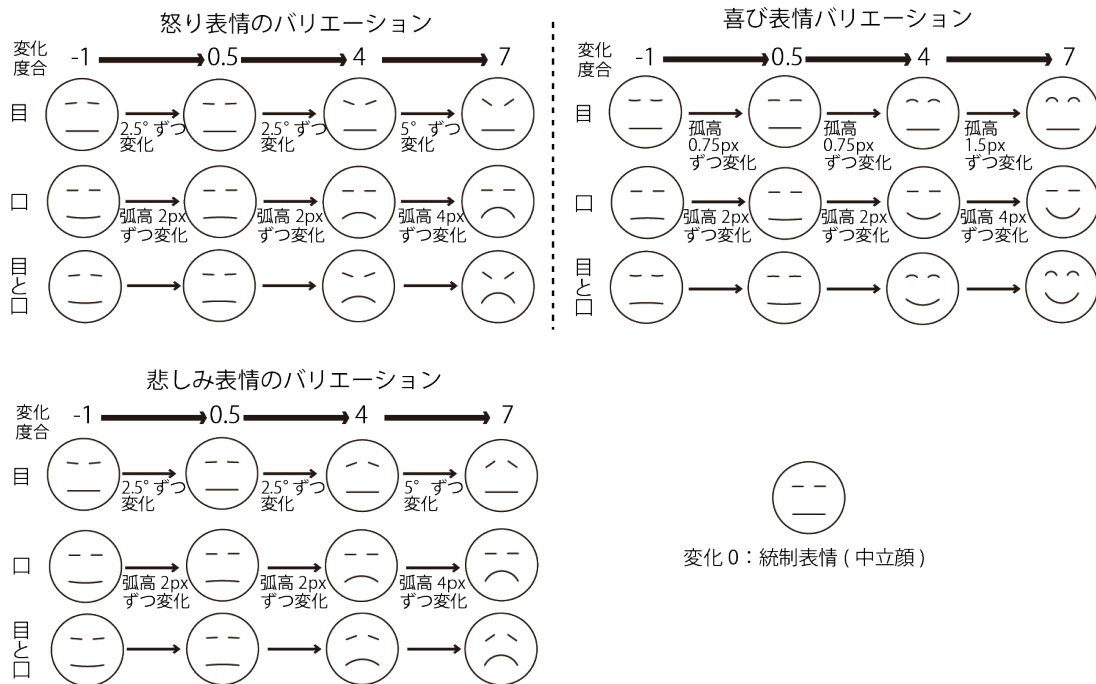 怒り表情のバリエーション
変化
度合
-1
0.5
4
7
目
2.5° ずつ
変化
2.5° ずつ
変化
5° ずつ
変化
口
弧高 2px
ずつ変化
弧高 2px
ずつ変化
弧高 4px
ずつ変化
目
と
口
喜び表情バリエーション
変化
度合
-1
0.5
4
7
目
孤高
0.75px
ずつ変化
孤高
0.75px
ずつ変化
孤高
1.5px
ずつ変化
口
弧高 2px
ずつ変化
弧高 2px
ずつ変化
弧高 4px
ずつ変化
目
と
口
悲しみ表情のバリエーション
変化
度合
-1
0.5
4
7
目
2.5° ずつ
変化
2.5° ずつ
変化
5° ずつ
変化
口
弧高 2px
ずつ変化
弧高 2px
ずつ変化
弧高 4px
ずつ変化
目
と
口
変化 0：統制表情 ( 中立顔 )